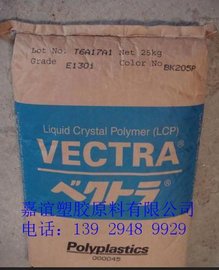 Lot No. T6A17A1 Net 25kg
Grade E130i Color No. BK205P
Liquid Crystal Polymer (LCP)
VECTRA®
ベクトラ®
嘉谊塑胶原料有限公司
电话:139 2948 9929
Polyplastics
000045